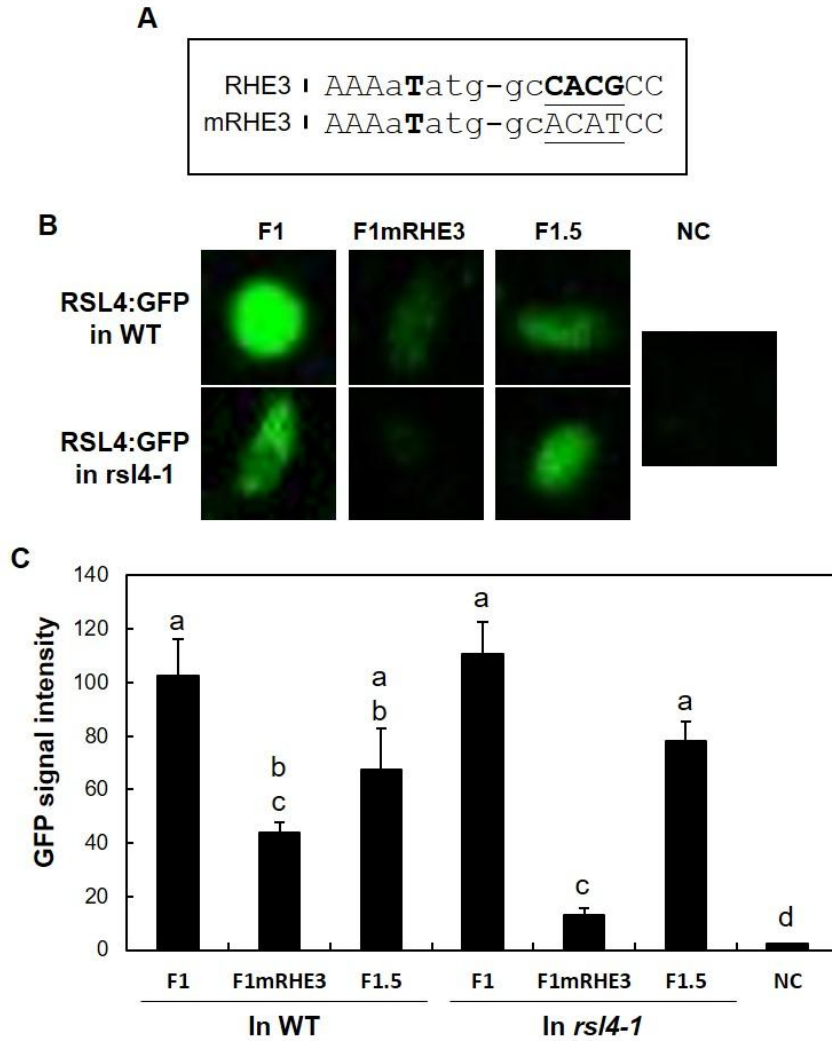 A
RHE3 AAAaTatg-gcCACGCC
mRHE3 AAAaTatg-gcACATCC
B
F1 F1mRHE3 F1.5 NC
RSL4:GFP
in WT
RSL4:GFP
in rsl4-1
C
GFP signal intensity
140
120
100
80
60
40
20
0
a
b
c
a
b
a
c
a
d
F1 F1mRHE3 F1.5 F1 F1mRHE3 F1.5 NC
In WT In rsl4-1